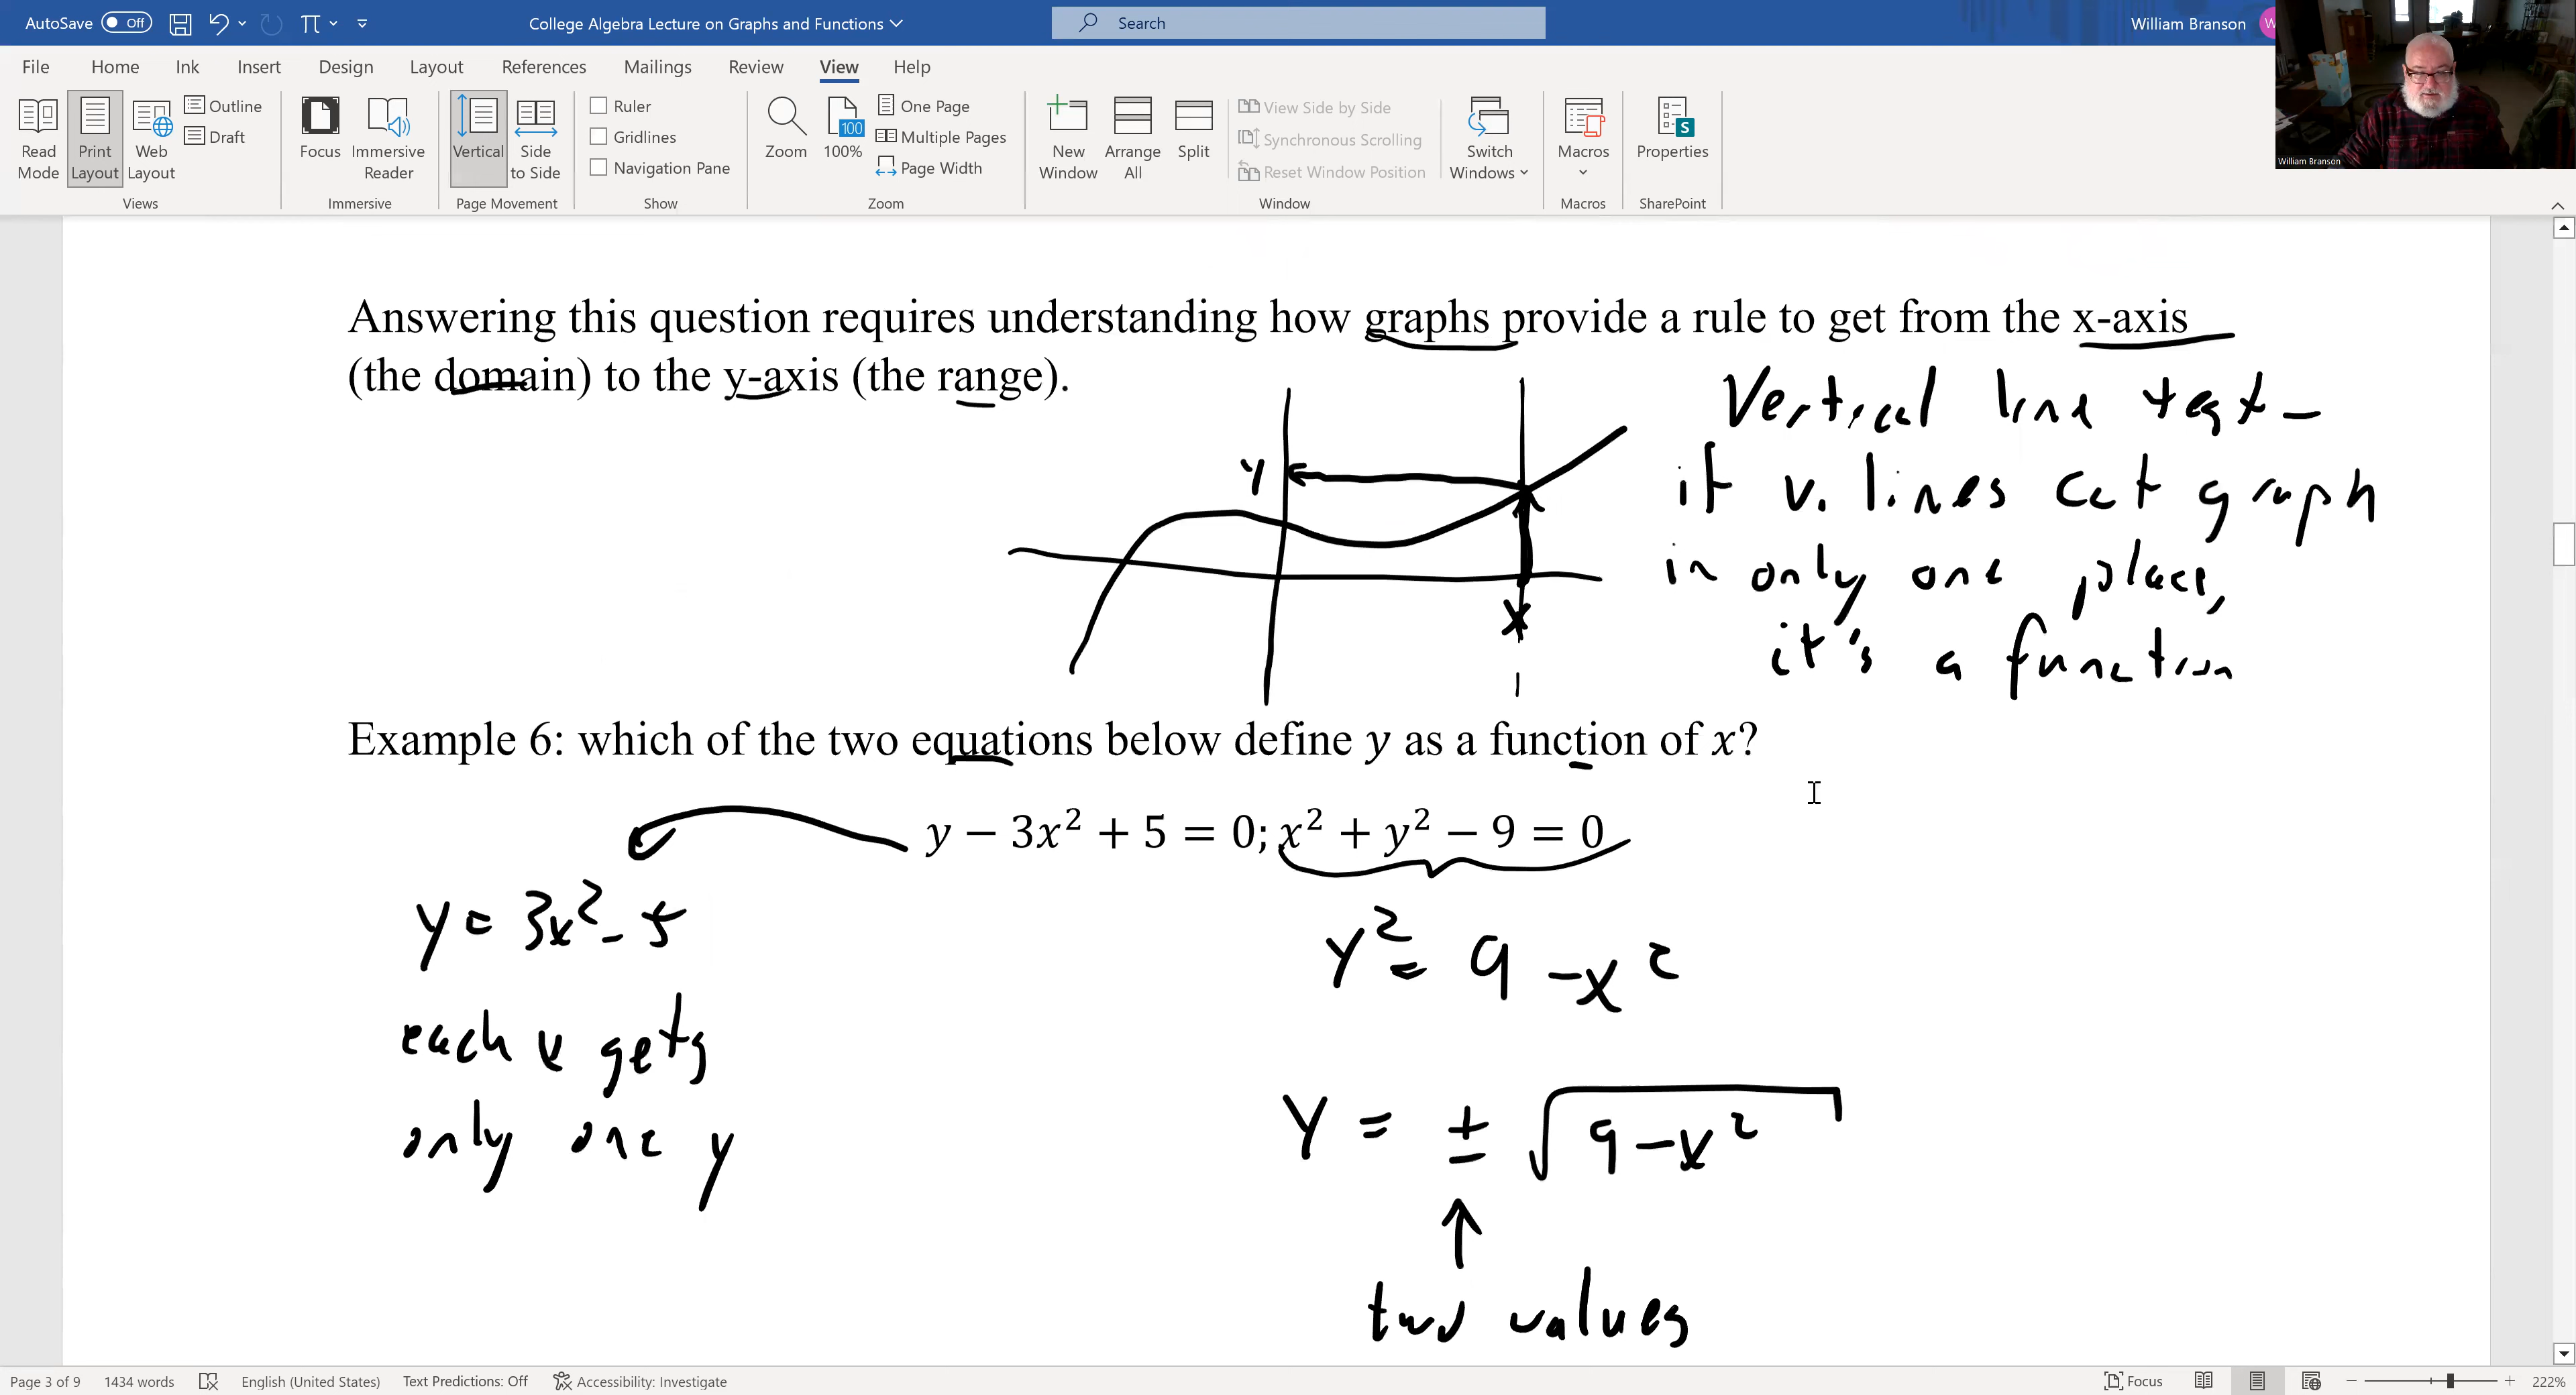 AutoSave Off College Algebra Lecture on Graphs and Functions Search William Branson
File Home Ink Insert Design Layout References Mailings Review View Help
Read Mode
Print Layout
Web Layout
Outline
Draft
Views
Focus
Immersive Reader
Immersive
Vertical
Side to Side
Page Movement
Ruler
Gridlines
Navigation Pane
Show
Zoom
100
100%
One Page
Multiple Pages
Page Width
Zoom
New Window
Arrange All
Split
View Side by Side
Synchronous Scrolling
Reset Window Position
Switch Windows
Window
Macros
Macros
S
Properties
SharePoint
William Branson
Answering this question requires understanding how graphs provide a rule to get from the x-axis
(the domain) to the y-axis (the range).
Vertical line test –
if v. lines cut graph
in only one place,
it's a function
y
x
Example 6: which of the two equations below define y as a function of x?
y − 3x² + 5 = 0; x² + y² − 9 = 0
y = 3x² - 5
each x gets
only one y
y² = 9 - x²
y = ± √9 - x²
two values
Page 3 of 9 1434 words English (United States) Text Predictions: Off Accessibility: Investigate Focus 222%